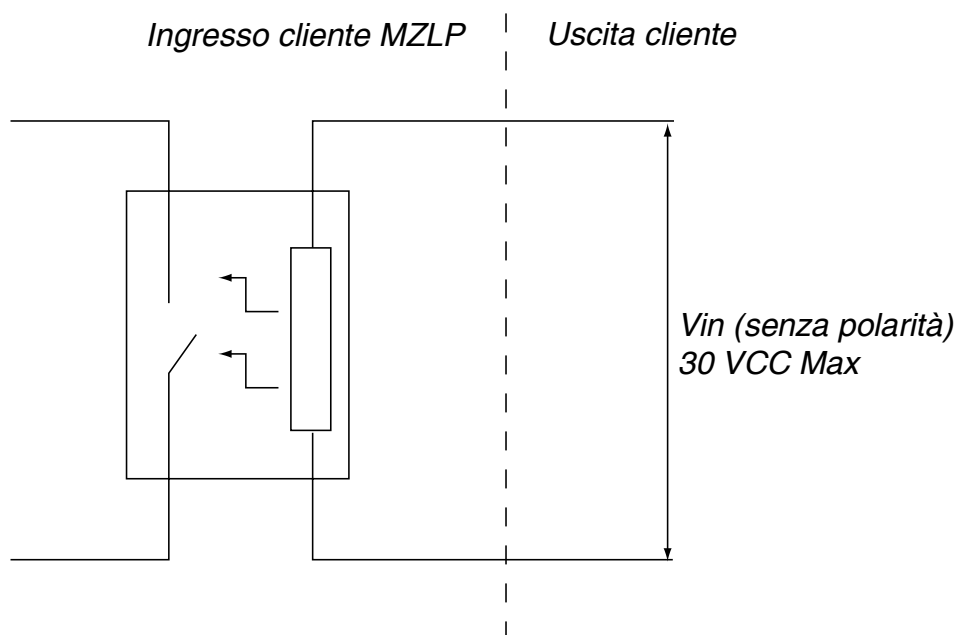 Ingresso cliente MZLP
Uscita cliente
Vin (senza polarità)
30 VCC Max